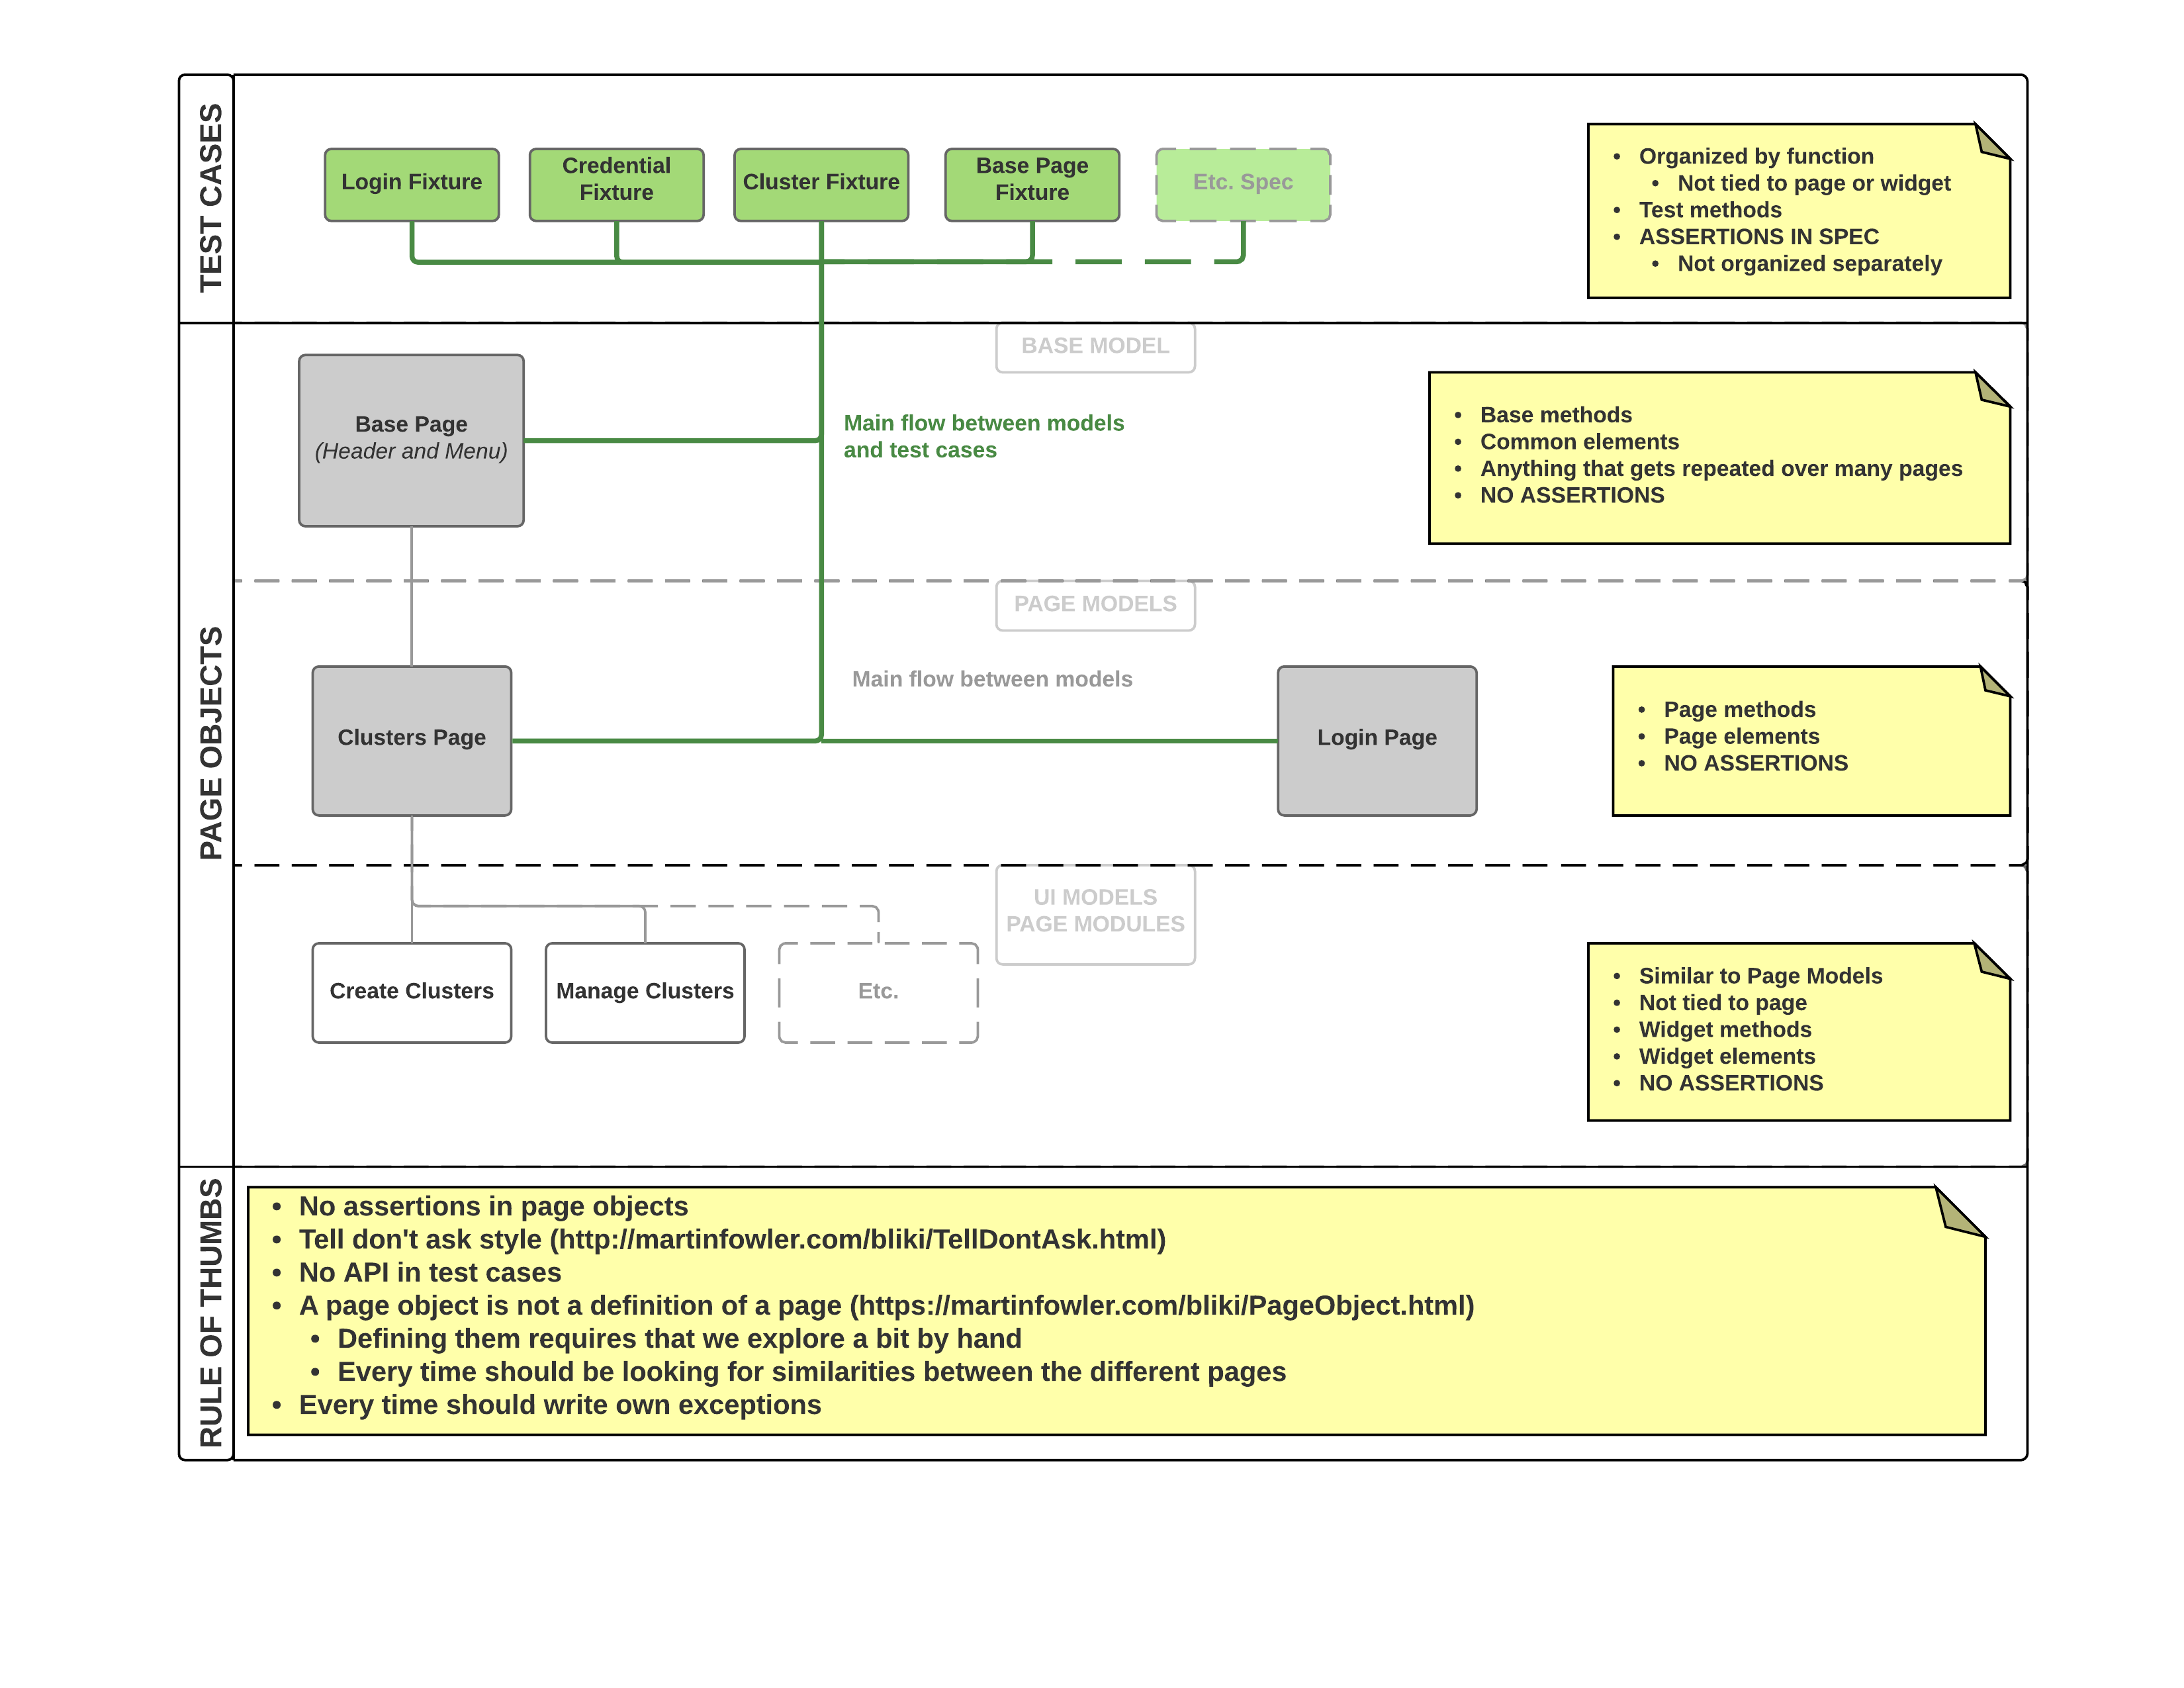 TEST CASES
Login Fixture
Credential
Fixture
Cluster Fixture
Base Page
Fixture
Etc. Spec
• Organized by function
• Not tied to page or widget
• Test methods
• ASSERTIONS IN SPEC
• Not organized separately
PAGE OBJECTS
BASE MODEL
Base Page
(Header and Menu)
Main flow between models
and test cases
• Base methods
• Common elements
• Anything that gets repeated over many pages
• NO ASSERTIONS
PAGE MODELS
Main flow between models
Clusters Page
Login Page
• Page methods
• Page elements
• NO ASSERTIONS
UI MODELS
PAGE MODULES
Create Clusters
Manage Clusters
Etc.
• Similar to Page Models
• Not tied to page
• Widget methods
• Widget elements
• NO ASSERTIONS
RULE OF THUMBS
• No assertions in page objects
• Tell don't ask style (http://martinfowler.com/bliki/TellDontAsk.html)
• No API in test cases
• A page object is not a definition of a page (https://martinfowler.com/bliki/PageObject.html)
• Defining them requires that we explore a bit by hand
• Every time should be looking for similarities between the different pages
• Every time should write own exceptions